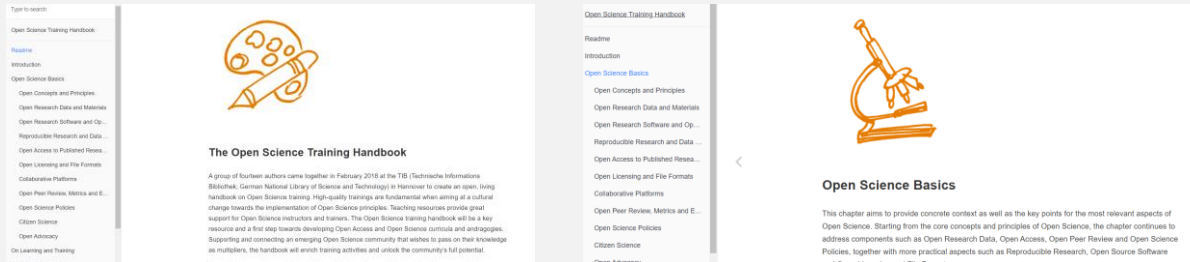 Type to search
Open Science Training Handbook
Readme
Introduction
Open Science Basics
Open Concepts and Principles
Open Research Data and Materials
Open Research Software and Op...
Reproducible Research and Data ...
Open Access to Published Resea...
Open Licensing and File Formats
Collaborative Platforms
Open Peer Review, Metrics and E...
Open Science Policies
Citizen Science
Open Advocacy
On Learning and Training
The Open Science Training Handbook
A group of fourteen authors came together in February 2018 at the TIB (Technische Informations
Bibliothek; German National Library of Science and Technology) in Hannover to create an open, living
handbook on Open Science training. High-quality trainings are fundamental when aiming at a cultural
change towards the implementation of Open Science principles. Teaching resources provide great
support for Open Science instructors and trainers. The Open Science training handbook will be a key
resource and a first step towards developing Open Access and Open Science curricula and andragogies.
Supporting and connecting an emerging Open Science community that wishes to pass on their knowledge
as multipliers, the handbook will enrich training activities and unlock the community's full potential.
Open Science Training Handbook
Readme
Introduction
Open Science Basics
Open Concepts and Principles
Open Research Data and Materials
Open Research Software and Op...
Reproducible Research and Data ...
Open Access to Published Resea...
Open Licensing and File Formats
Collaborative Platforms
Open Peer Review, Metrics and E...
Open Science Policies
Citizen Science
Open Advocacy
Open Science Basics
This chapter aims to provide concrete context as well as the key points for the most relevant aspects of
Open Science. Starting from the core concepts and principles of Open Science, the chapter continues to
address components such as Open Research Data, Open Access, Open Peer Review and Open Science
Policies, together with more practical aspects such as Reproducible Research, Open Source Software